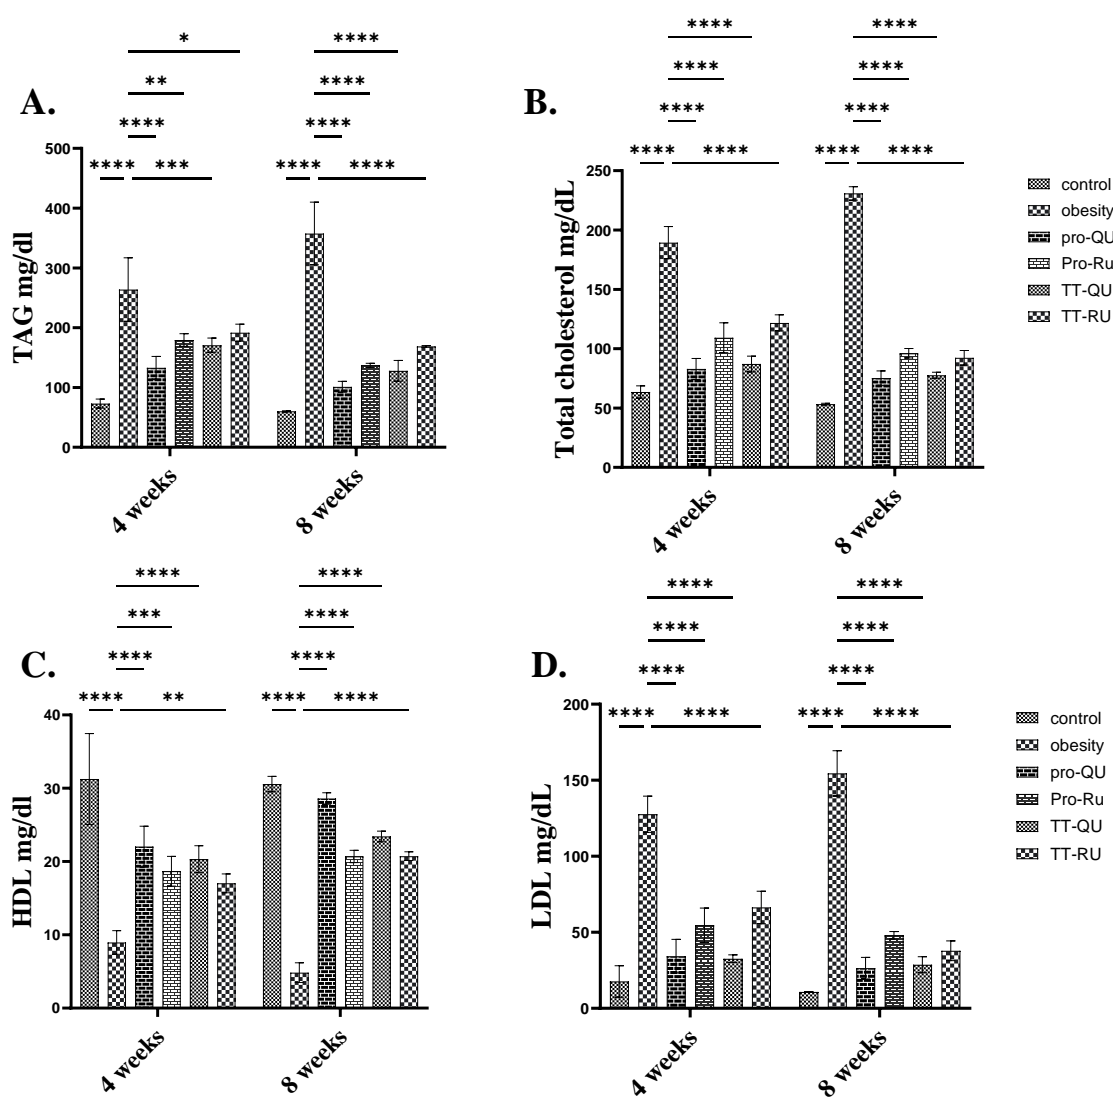 A.
*
****
**
****
****
****
****
***
****
****
TAG mg/dl
500
400
300
200
100
0
4 weeks
8 weeks
B.
****
****
****
****
****
****
****
****
****
****
Total cholesterol mg/dL
250
200
150
100
50
0
4 weeks
8 weeks
control
obesity
pro-QU
Pro-Ru
TT-QU
TT-RU
C.
****
****
***
****
****
****
****
**
****
****
HDL mg/dl
40
30
20
10
0
4 weeks
8 weeks
D.
****
****
****
****
****
****
****
****
****
****
LDL mg/dL
200
150
100
50
0
4 weeks
8 weeks
control
obesity
pro-QU
Pro-Ru
TT-QU
TT-RU